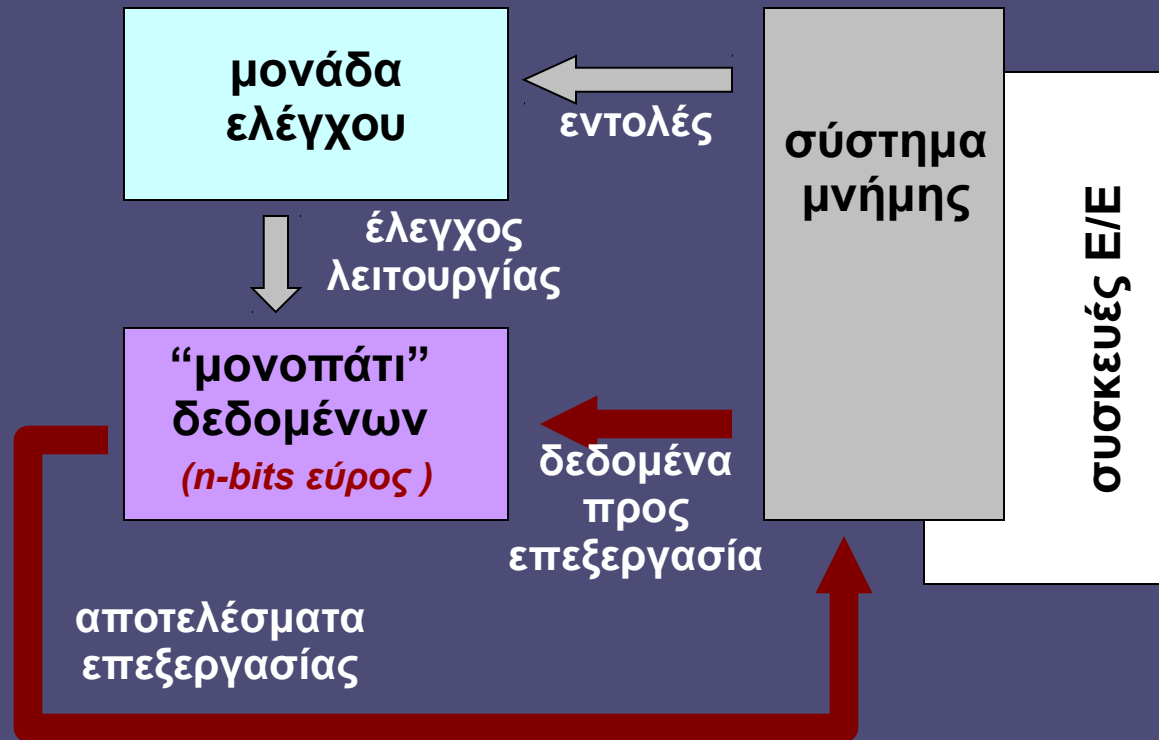 μονάδα
ελέγχου
εντολές
σύστημα
μνήμης
συσκευές Ε/Ε
έλεγχος
λειτουργίας
“μονοπάτι”
δεδομένων
(n-bits εύρος )
δεδομένα
προς
επεξεργασία
αποτελέσματα
επεξεργασίας